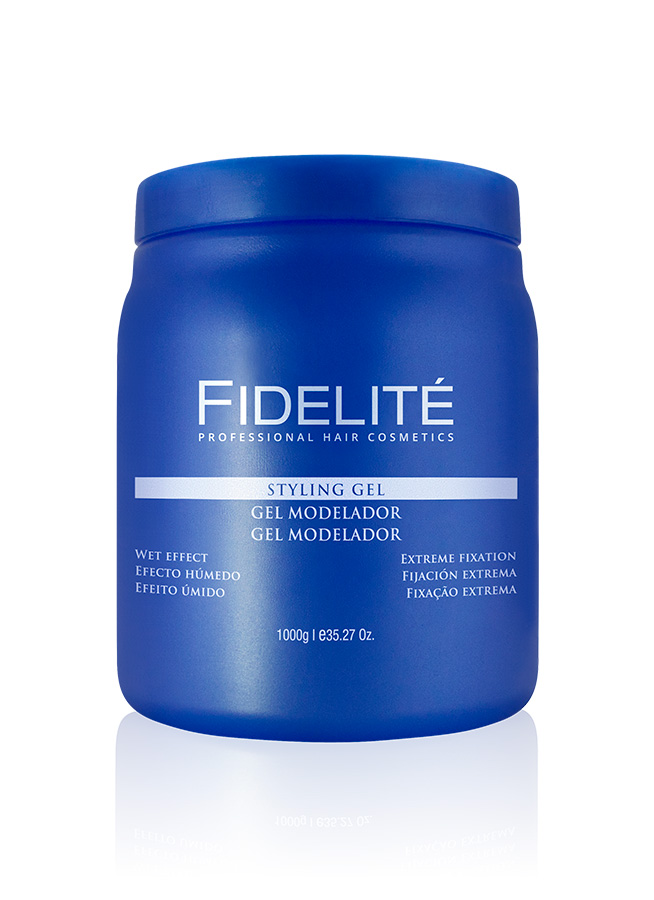 FIDELITÉ
PROFESSIONAL HAIR COSMETICS
STYLING GEL
GEL MODELADOR
GEL MODELADOR
WET EFFECT
EFECTO HÚMEDO
EFEITO ÚMIDO
EXTREME FIXATION
FIJACIÓN EXTREMA
FIXAÇÃO EXTREMA
1000g | e35.27 Oz.